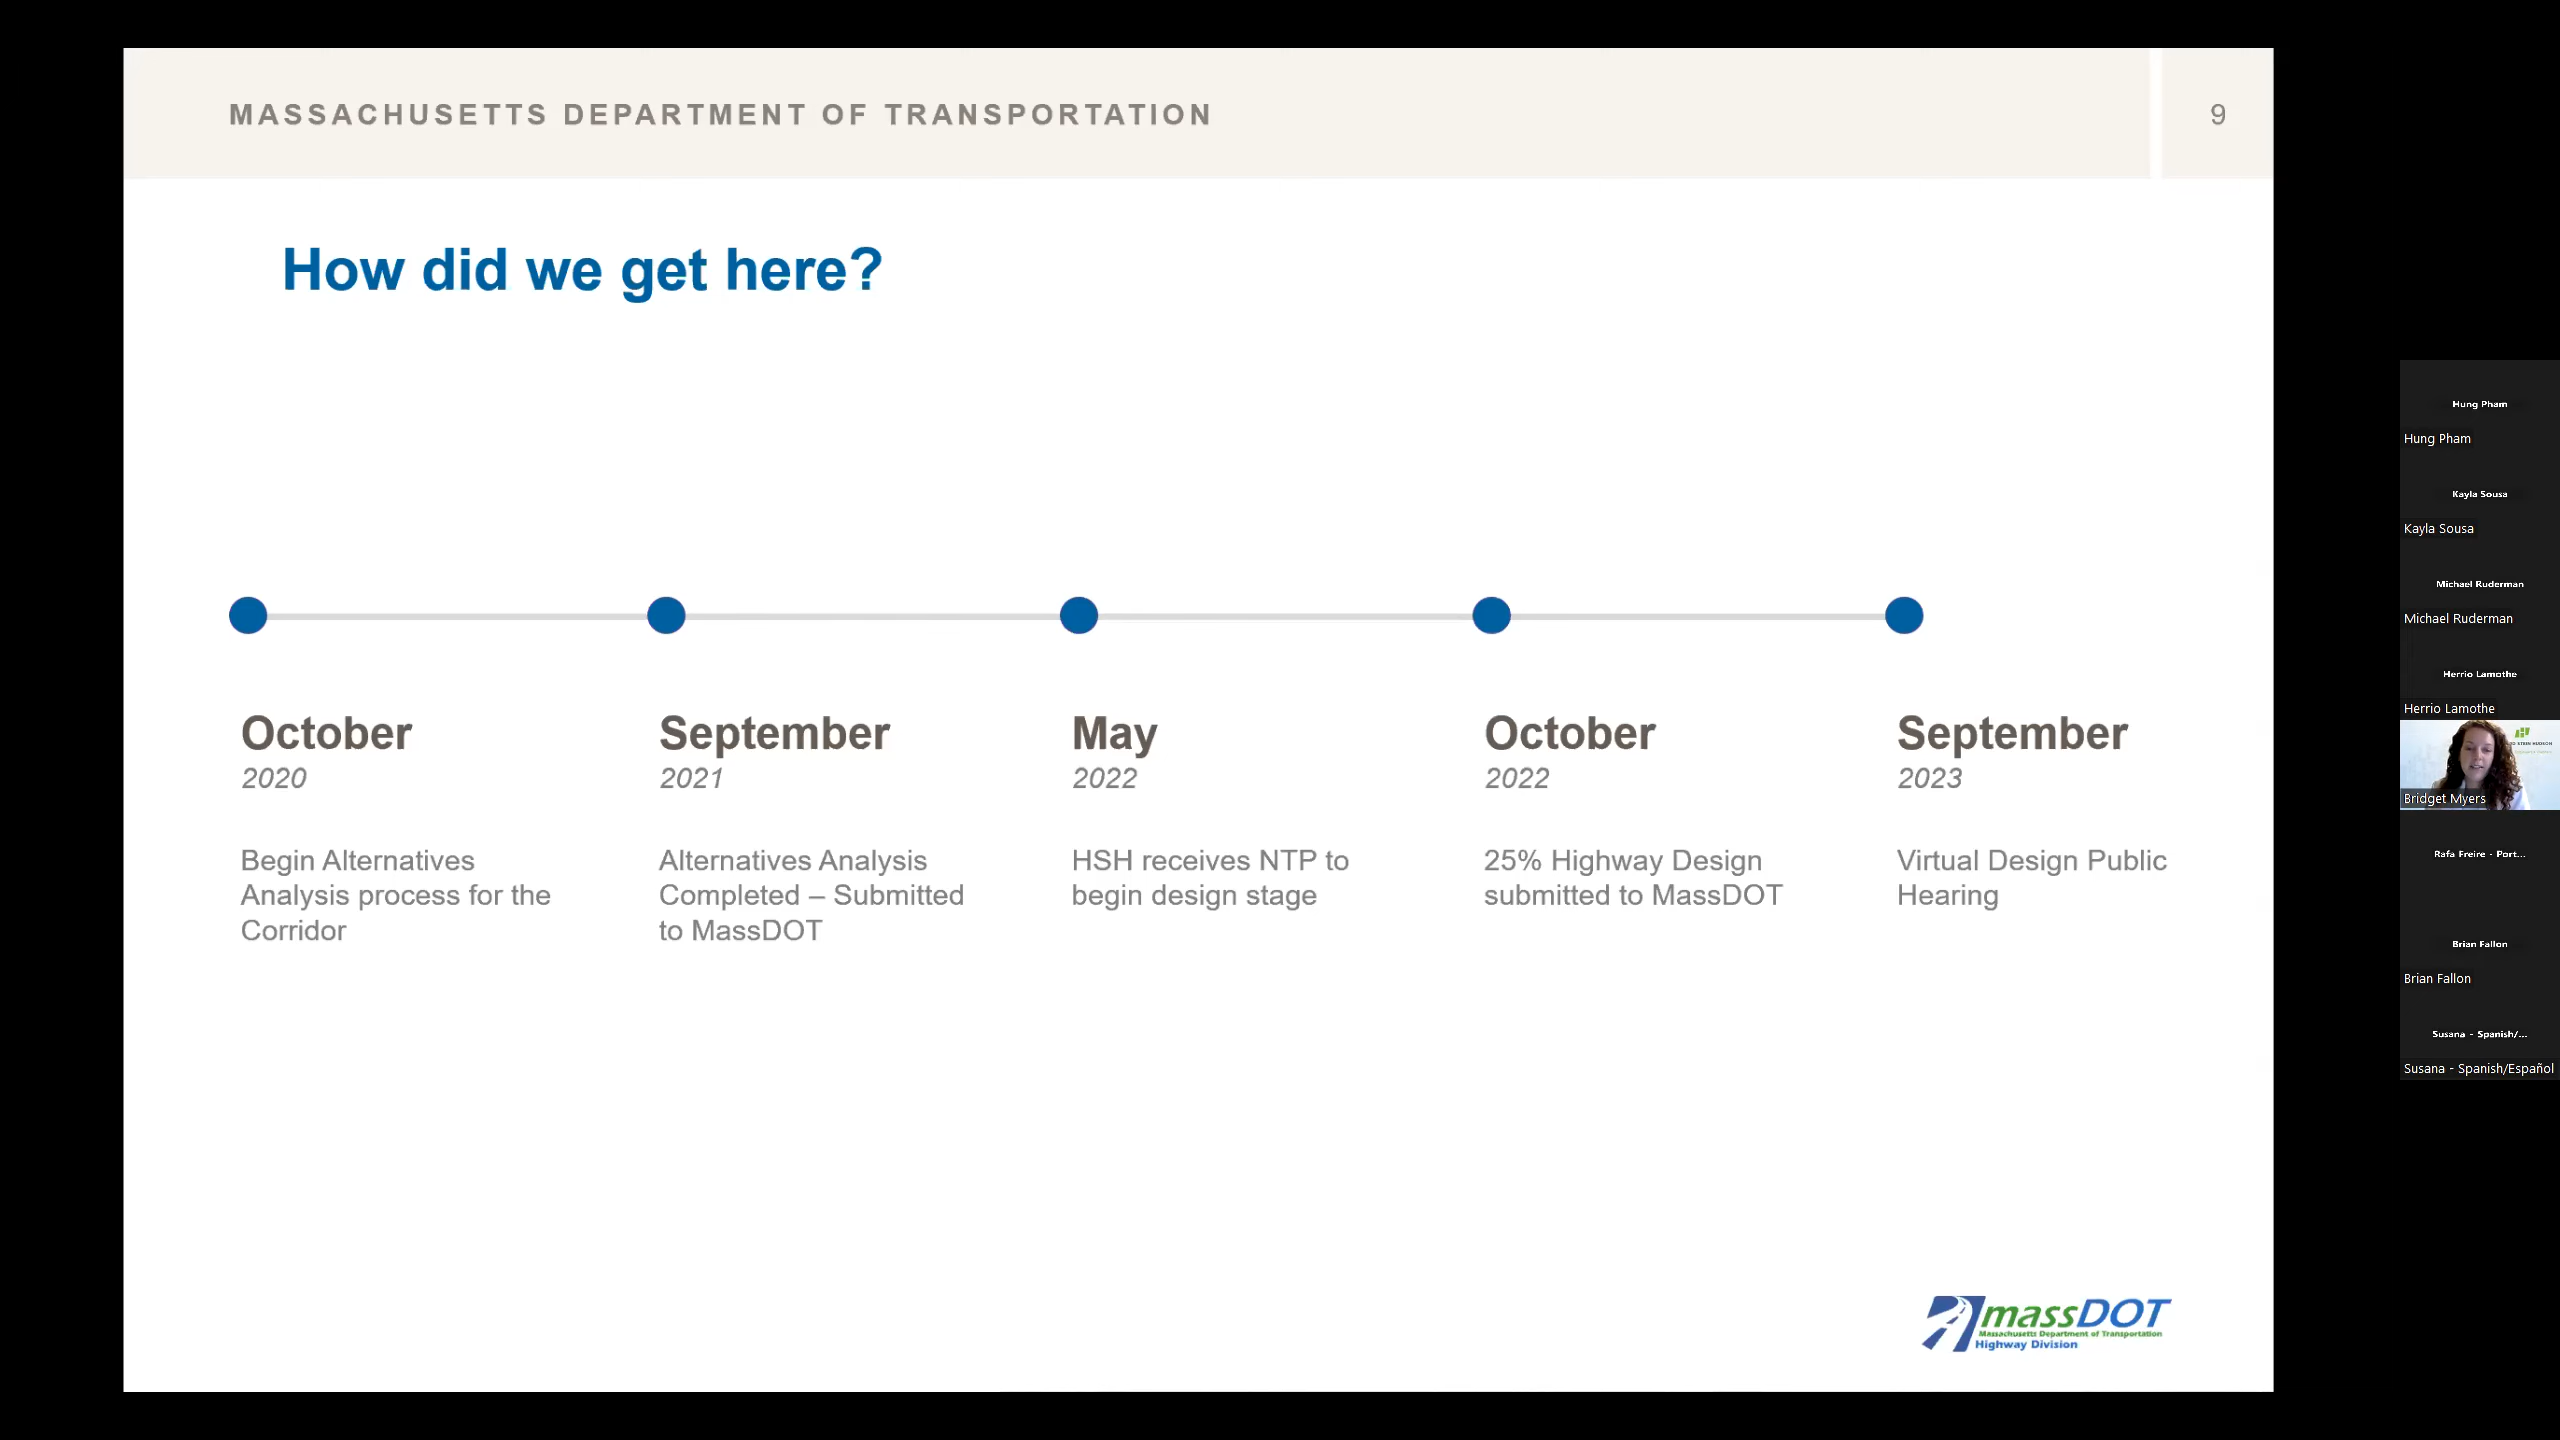 MASSACHUSETTS DEPARTMENT OF TRANSPORTATION
9
How did we get here?
October
2020
Begin Alternatives
Analysis process for the
Corridor
September
2021
Alternatives Analysis
Completed – Submitted
to MassDOT
May
2022
HSH receives NTP to
begin design stage
October
2022
25% Highway Design
submitted to MassDOT
September
2023
Virtual Design Public
Hearing
massDOT
Massachusetts Department of Transportation
Highway Division
Hung Pham
Hung Pham
Kayla Sousa
Kayla Sousa
Michael Ruderman
Michael Ruderman
Herrio Lamothe
Herrio Lamothe
STEIN HUDSON
Bridget Myers
Rafa Freire - Port...
Brian Fallon
Brian Fallon
Susana - Spanish/...
Susana - Spanish/Español